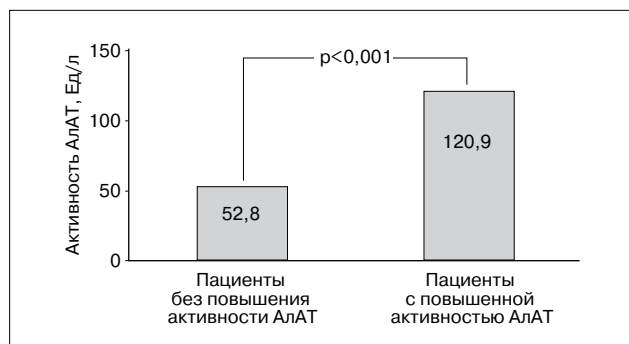 Активность АлАТ, Ед/л
150
100
50
0
p<0,001
52,8
120,9
Пациенты
без повышения
активности АлАТ
Пациенты
с повышенной
активностью АлАТ